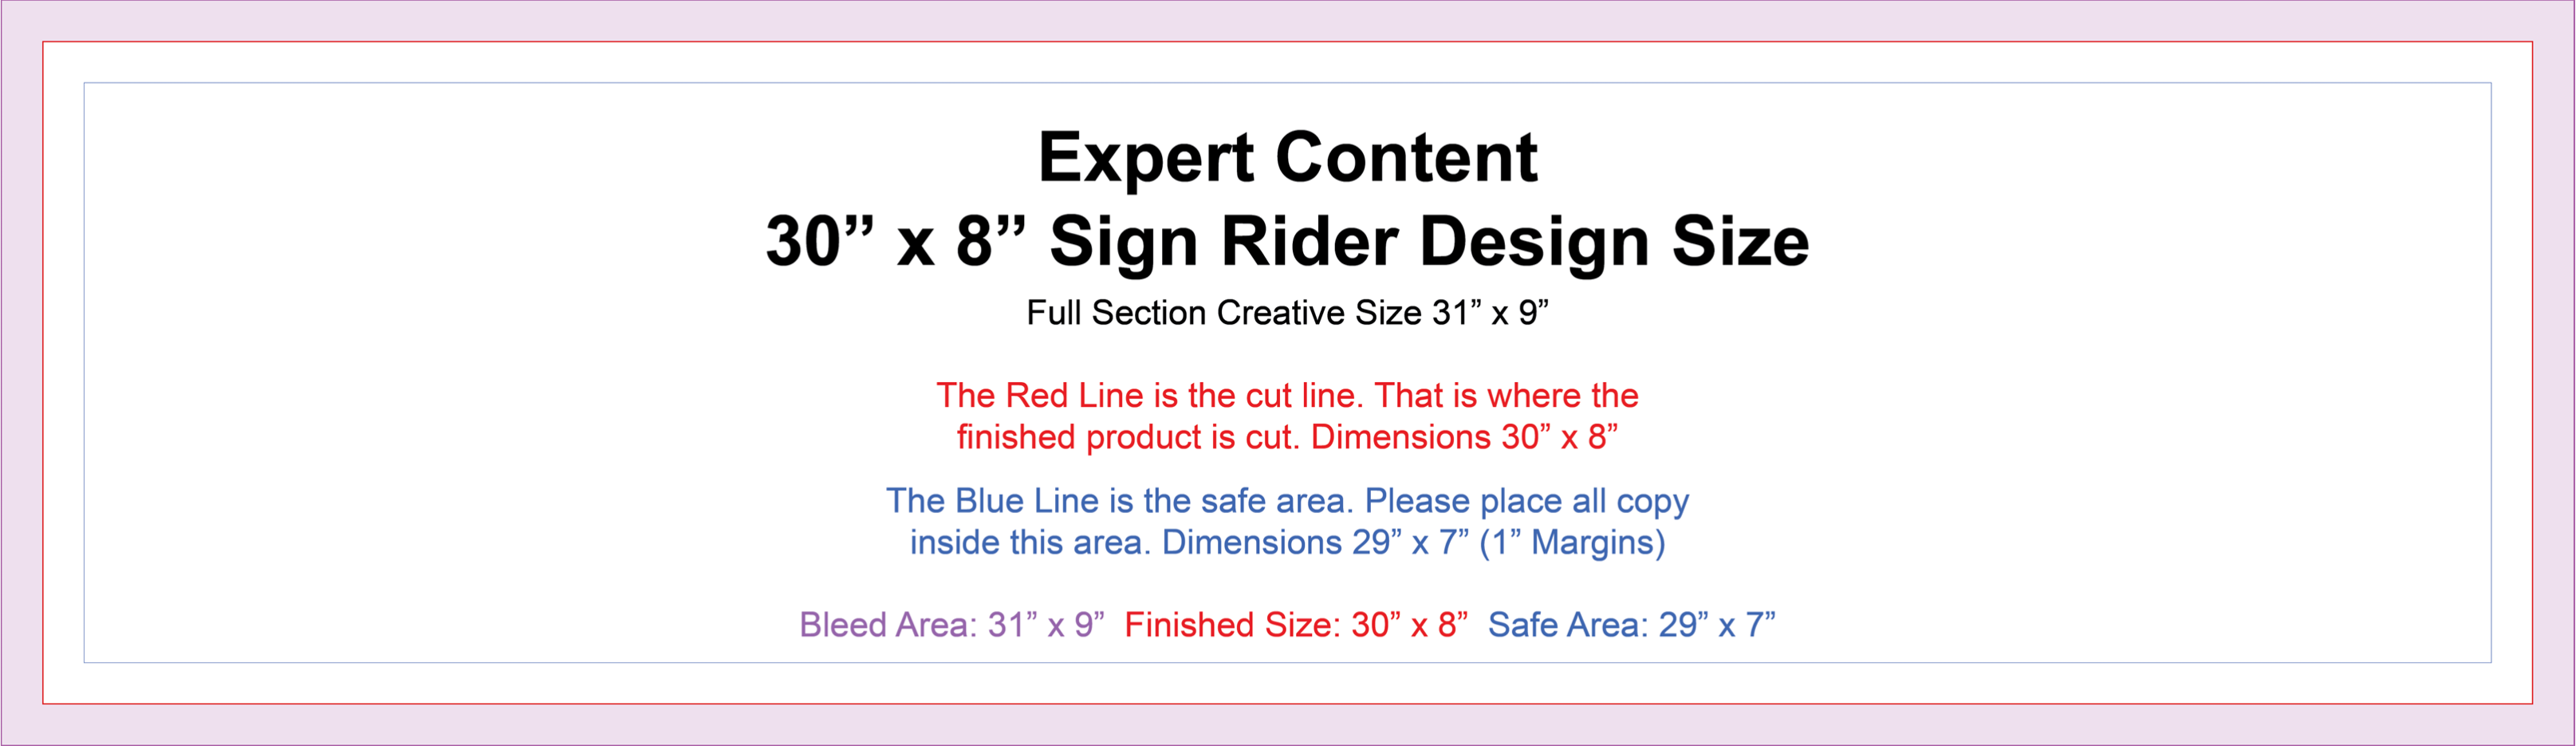 Expert Content
30” x 8” Sign Rider Design Size
Full Section Creative Size 31” x 9”
The Red Line is the cut line. That is where the
finished product is cut. Dimensions 30” x 8”
The Blue Line is the safe area. Please place all copy
inside this area. Dimensions 29” x 7” (1” Margins)
Bleed Area: 31” x 9” Finished Size: 30” x 8” Safe Area: 29” x 7”